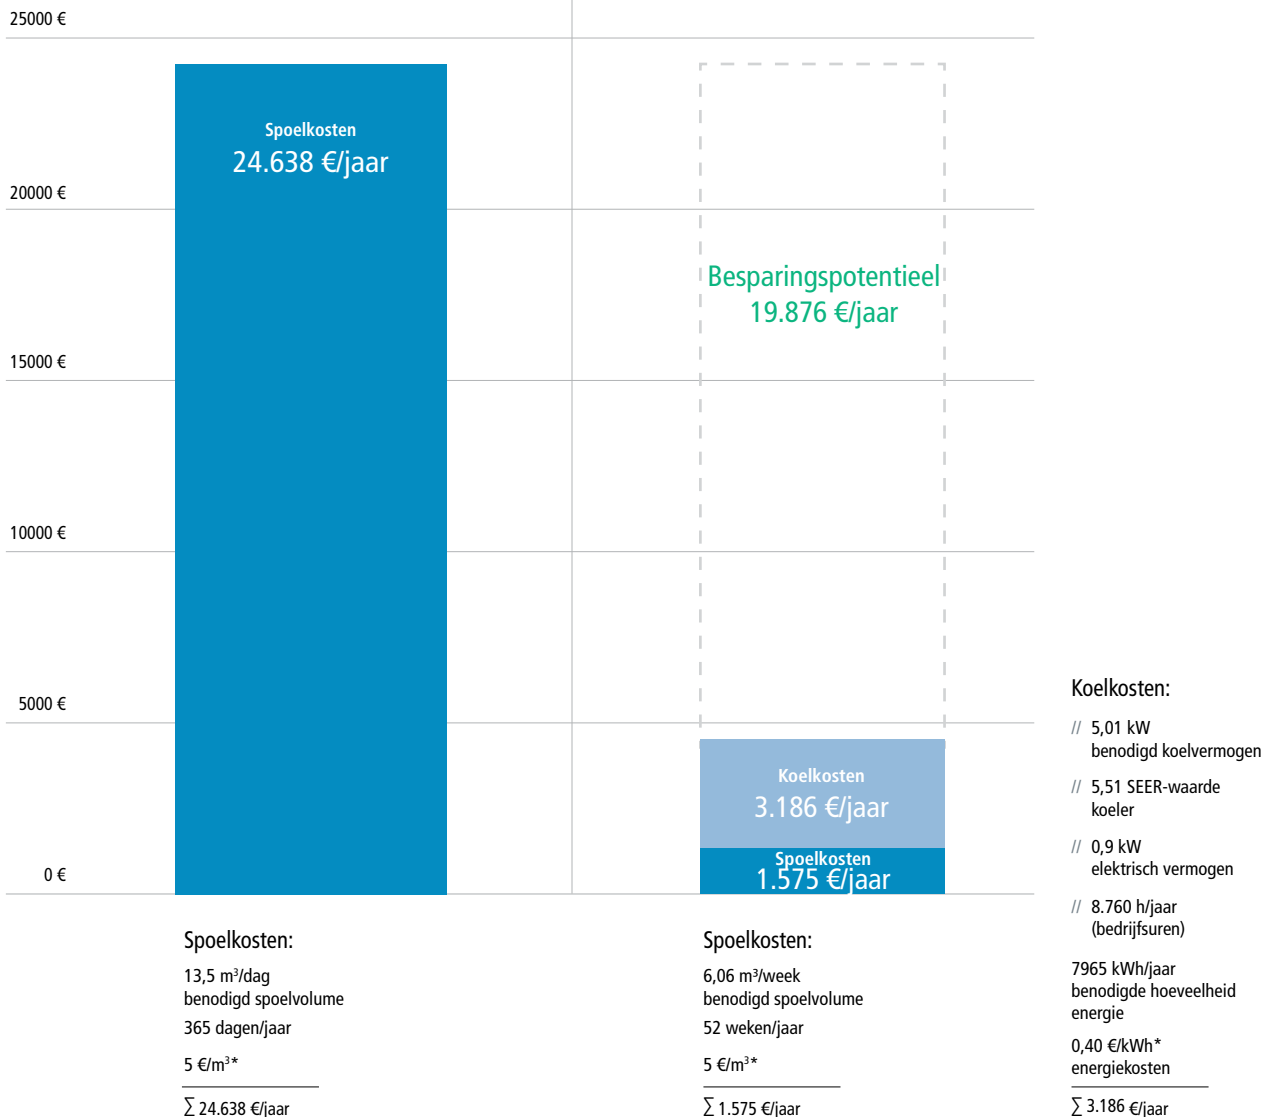 25000 €
Spoelkosten
24.638 €/jaar
20000 €
Besparingspotentieel
19.876 €/jaar
15000 €
10000 €
5000 €
Koelkosten
3.186 €/jaar
Spoelkosten
1.575 €/jaar
0 €
Spoelkosten:
13,5 m³/dag
benodigd spoelvolume
365 dagen/jaar
5 €/m³*
∑ 24.638 €/jaar
Spoelkosten:
6,06 m³/week
benodigd spoelvolume
52 weken/jaar
5 €/m³*
∑ 1.575 €/jaar
Koelkosten:
// 5,01 kW
benodigd koelvermogen
// 5,51 SEER-waarde
koeler
// 0,9 kW
elektrisch vermogen
// 8.760 h/jaar
(bedrijfsuren)
7965 kWh/jaar
benodigde hoeveelheid
energie
0,40 €/kWh*
energiekosten
∑ 3.186 €/jaar